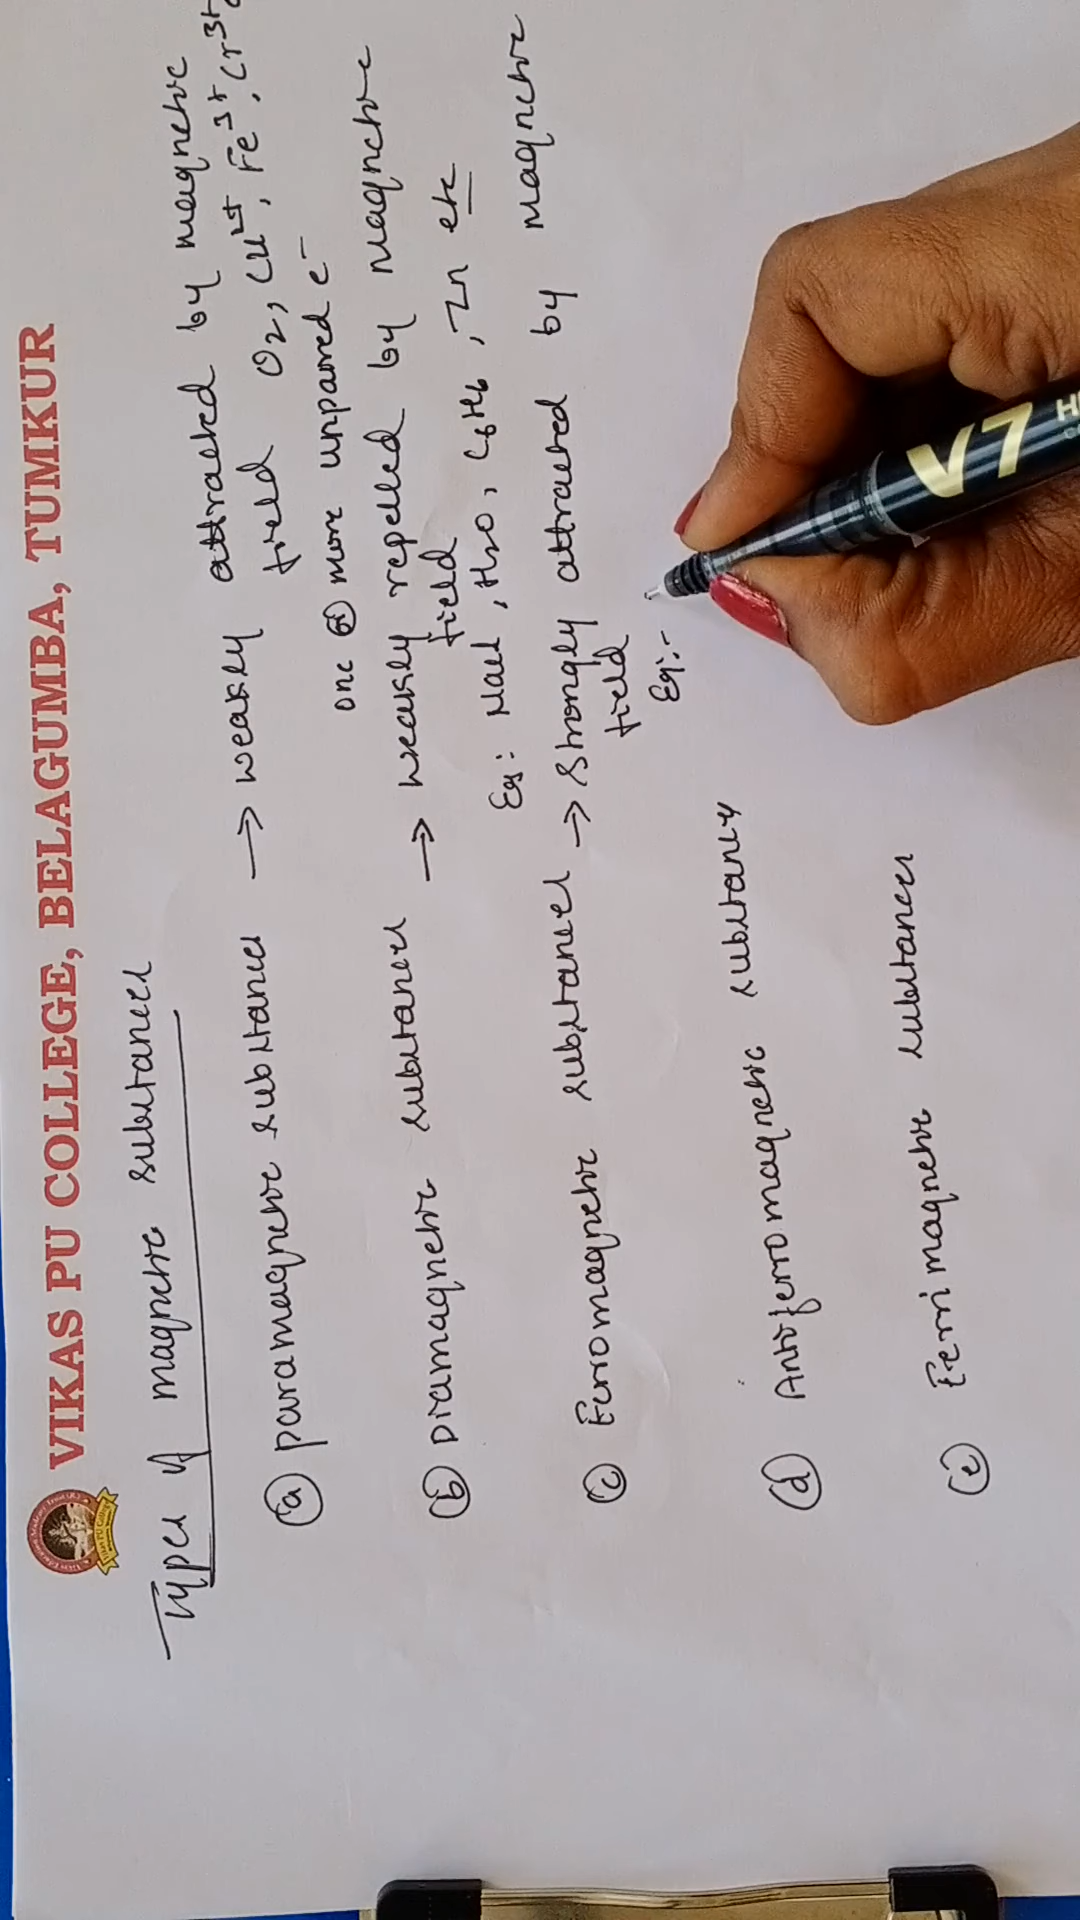 VIKAS PU COLLEGE, BELAGUMBA, TUMKUR
Types of magnetic substances
(a) paramagnetic substances → weakly attracted by magnetic
field O2, Cu2+, Fe3+, Cr3+
one or more unpaired e-
(b) Diamagnetic substances → weakly repelled by magnetic
field
Eg: Nacl, H2O, C6H6, Zn etc
(c) Ferromagnetic substances → Strongly attracted by magnetic
field
Eg:-
(d) Antiferromagnetic substances
(e) Ferrimagnetic substances
V7